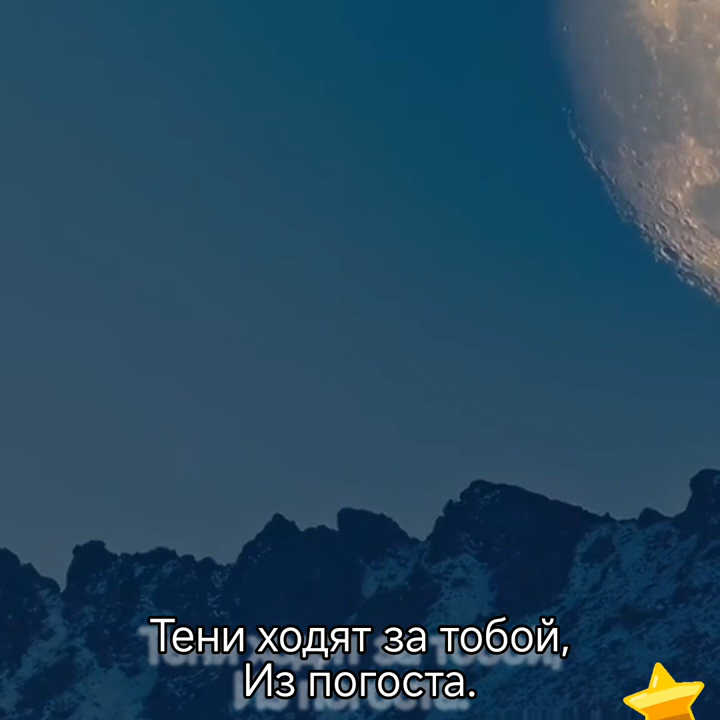 Тени ходят за тобой,
Из погоста.